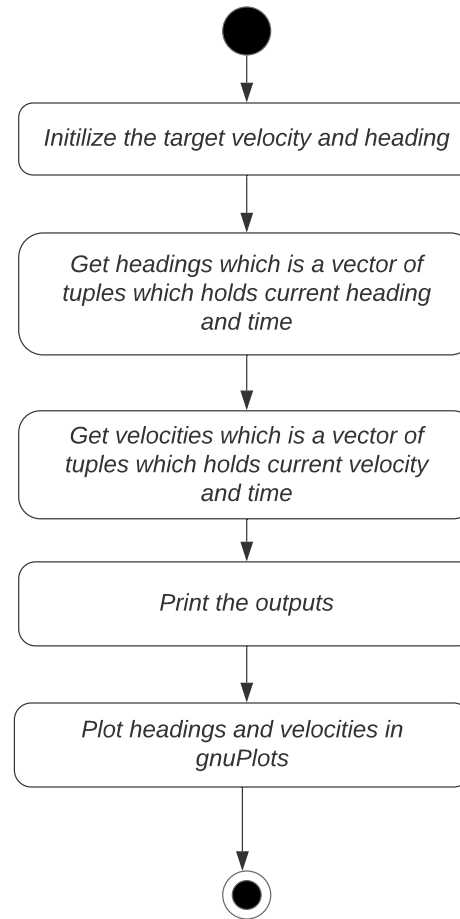 Initilize the target velocity and heading
Get headings which is a vector of
tuples which holds current heading
and time
Get velocities which is a vector of
tuples which holds current velocity
and time
Print the outputs
Plot headings and velocities in
gnuPlots